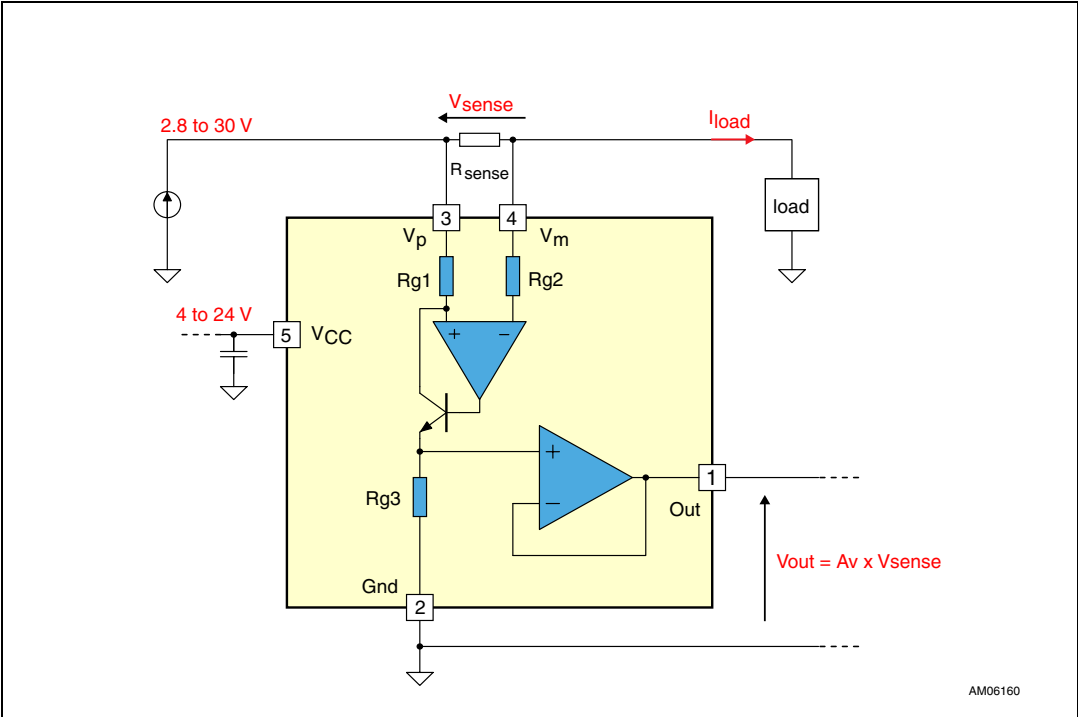 Vsense
2.8 to 30 V
Iload
Rsense
load
3
4
Vp
Vm
Rg1
Rg2
4 to 24 V
5
VCC
+
−
+
−
1
Rg3
Out
Vout = Av x Vsense
Gnd
2
AM06160